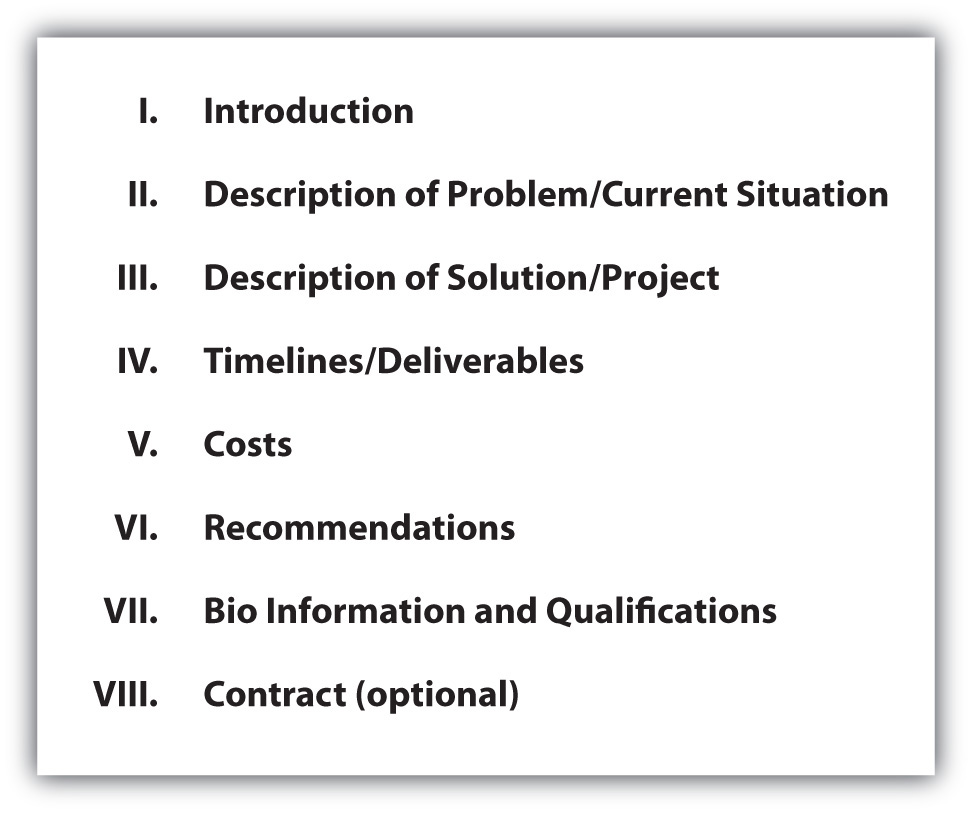 I. Introduction
II. Description of Problem/Current Situation
III. Description of Solution/Project
IV. Timelines/Deliverables
V. Costs
VI. Recommendations
VII. Bio Information and Qualifications
VIII. Contract (optional)